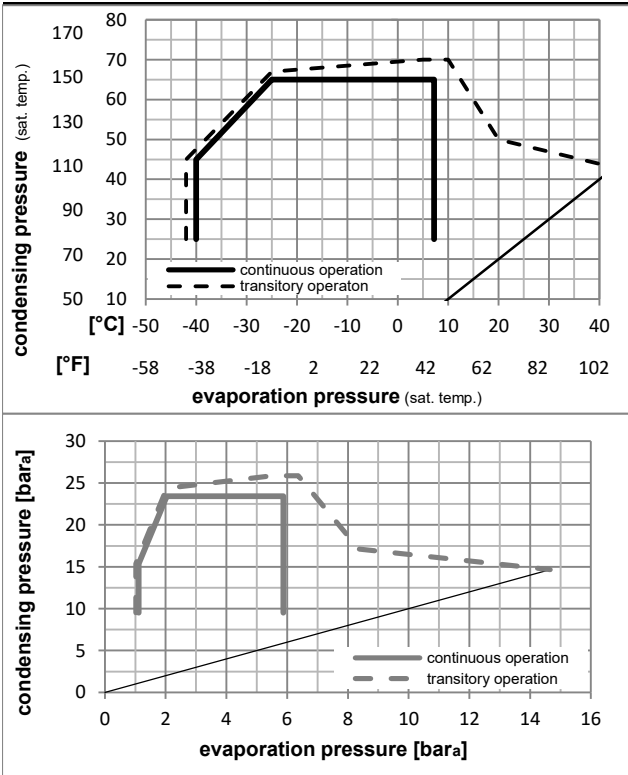 condensing pressure (sat. temp.)
170
150
130
110
90
70
50
80
70
60
50
40
30
20
10
continuous operation
transitory operaton
[°C] -50 -40 -30 -20 -10 0 10 20 30 40
[°F] -58 -38 -18 2 22 42 62 82 102
evaporation pressure (sat. temp.)
condensing pressure [bara]
30
25
20
15
10
5
0
continuous operation
transitory operation
0 2 4 6 8 10 12 14 16
evaporation pressure [bara]